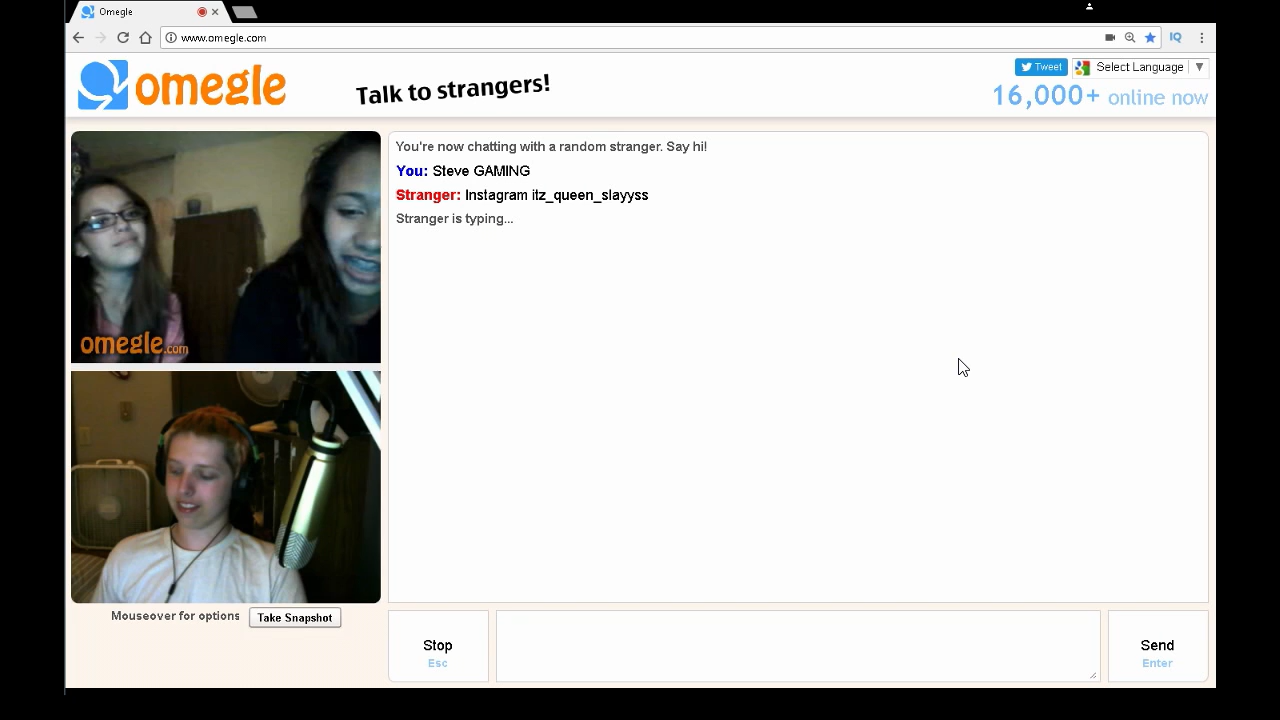 Omegle
www.omegle.com
IQ
omegle
Talk to strangers!
Tweet
Select Language
16,000+ online now
You're now chatting with a random stranger. Say hi!
You: Steve GAMING
Stranger: Instagram itz_queen_slayyss
Stranger is typing...
omegle.com
Mouseover for options
Take Snapshot
Stop
Esc
Send
Enter